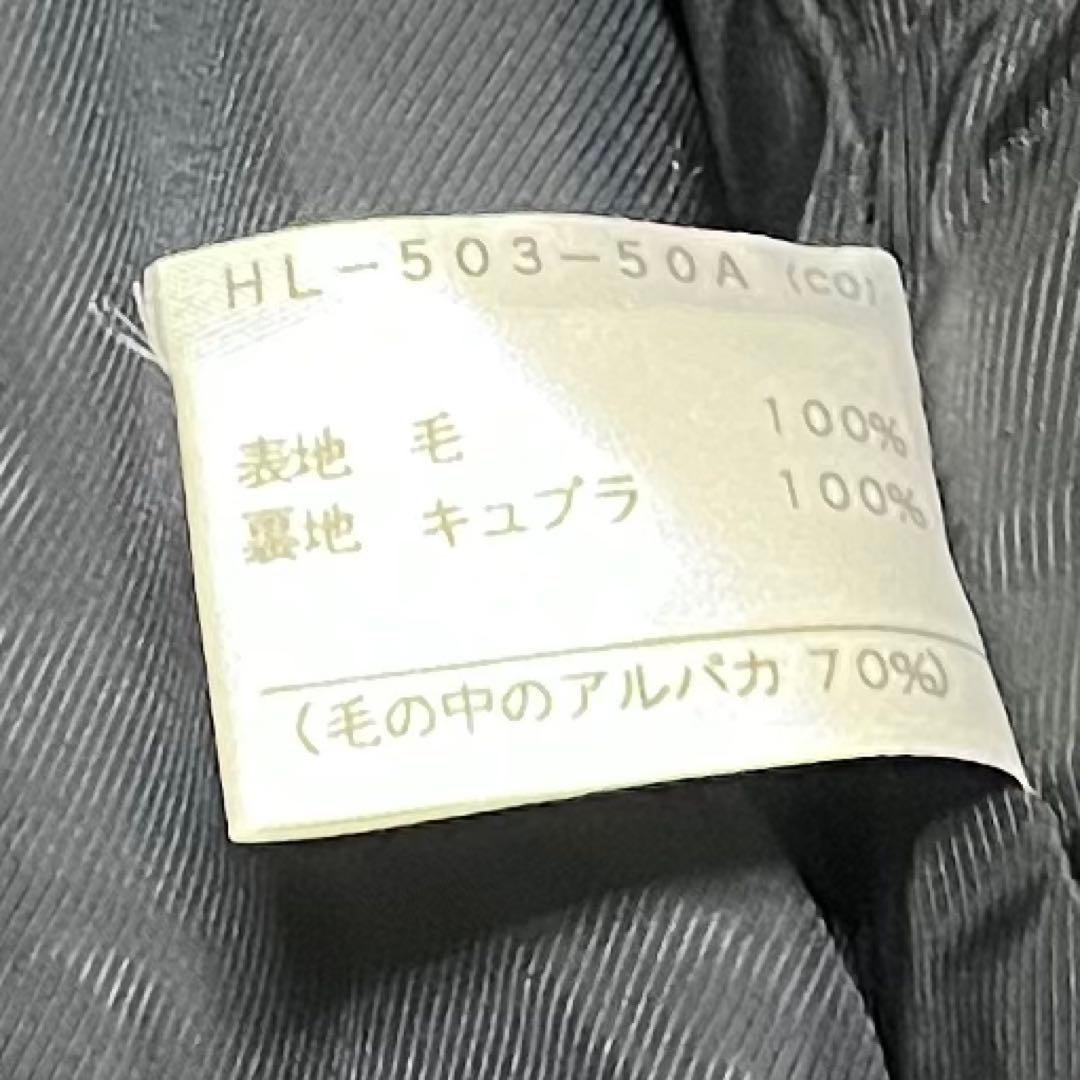 HL-503-50A (CO)
表地 毛 100%
裏地 キュプラ 100%
(毛の中のアルパカ 70%)